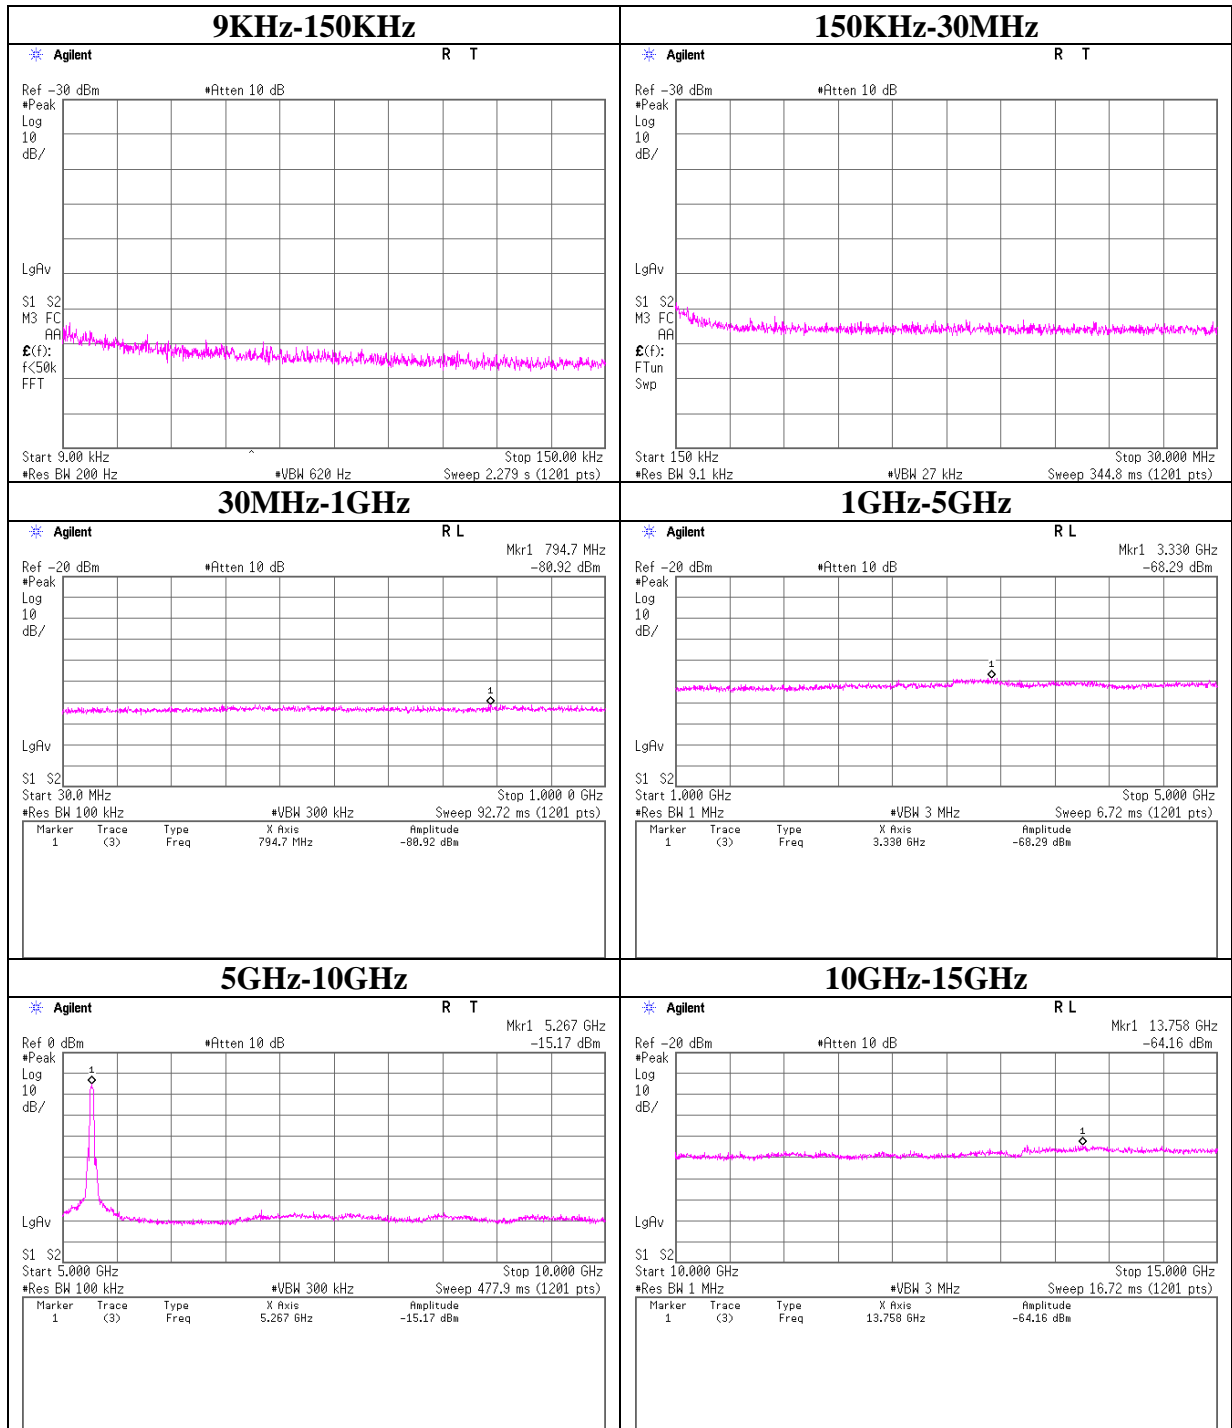 9KHz-150KHz
Agilent
R T
Ref -30 dBm #Atten 10 dB
#Peak
Log
10
dB/
LgAv
S1 S2
M3 FC
AA
£(f):
f<50k
FFT
Start 9.00 kHz Stop 150.00 kHz
#Res BW 200 Hz #VBW 620 Hz Sweep 2.279 s (1201 pts)
150KHz-30MHz
Agilent
R T
Ref -30 dBm #Atten 10 dB
#Peak
Log
10
dB/
LgAv
S1 S2
M3 FC
AA
£(f):
FTun
Swp
Start 150 kHz Stop 30.000 MHz
#Res BW 9.1 kHz #VBW 27 kHz Sweep 344.8 ms (1201 pts)
30MHz-1GHz
Agilent
R L
Mkr1 794.7 MHz
Ref -20 dBm #Atten 10 dB -80.92 dBm
#Peak
Log
10
dB/
1
LgAv
S1 S2
Start 30.0 MHz Stop 1.000 0 GHz
#Res BW 100 kHz #VBW 300 kHz Sweep 92.72 ms (1201 pts)
Marker Trace Type X Axis Amplitude
1 (3) Freq 794.7 MHz -80.92 dBm
1GHz-5GHz
Agilent
R L
Mkr1 3.330 GHz
Ref -20 dBm #Atten 10 dB -68.29 dBm
#Peak
Log
10
dB/
1
LgAv
S1 S2
Start 1.000 GHz Stop 5.000 GHz
#Res BW 1 MHz #VBW 3 MHz Sweep 6.72 ms (1201 pts)
Marker Trace Type X Axis Amplitude
1 (3) Freq 3.330 GHz -68.29 dBm
5GHz-10GHz
Agilent
R T
Mkr1 5.267 GHz
Ref 0 dBm #Atten 10 dB -15.17 dBm
#Peak
Log
10
dB/
1
LgAv
S1 S2
Start 5.000 GHz Stop 10.000 GHz
#Res BW 100 kHz #VBW 300 kHz Sweep 477.9 ms (1201 pts)
Marker Trace Type X Axis Amplitude
1 (3) Freq 5.267 GHz -15.17 dBm
10GHz-15GHz
Agilent
R L
Mkr1 13.758 GHz
Ref -20 dBm #Atten 10 dB -64.16 dBm
#Peak
Log
10
dB/
1
LgAv
S1 S2
Start 10.000 GHz Stop 15.000 GHz
#Res BW 1 MHz #VBW 3 MHz Sweep 16.72 ms (1201 pts)
Marker Trace Type X Axis Amplitude
1 (3) Freq 13.758 GHz -64.16 dBm